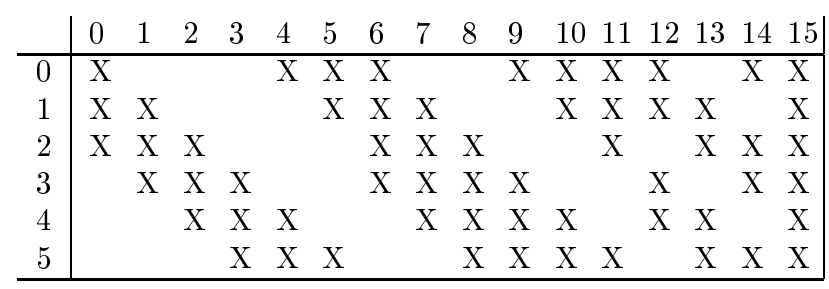 0 1 2 3 4 5 6 7 8 9 10 11 12 13 14 15
0 X X X X X X X X X X
1 X X X X X X X X X X
2 X X X X X X X X X X
3 X X X X X X X X X X
4 X X X X X X X X X X
5 X X X X X X X X X X